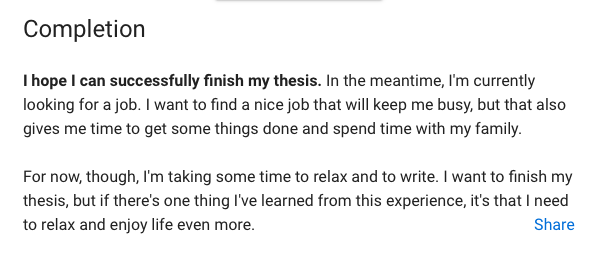 Completion
I hope I can successfully finish my thesis. In the meantime, I'm currently
looking for a job. I want to find a nice job that will keep me busy, but that also
gives me time to get some things done and spend time with my family.
For now, though, I'm taking some time to relax and to write. I want to finish my
thesis, but if there's one thing I've learned from this experience, it's that I need
to relax and enjoy life even more.
Share